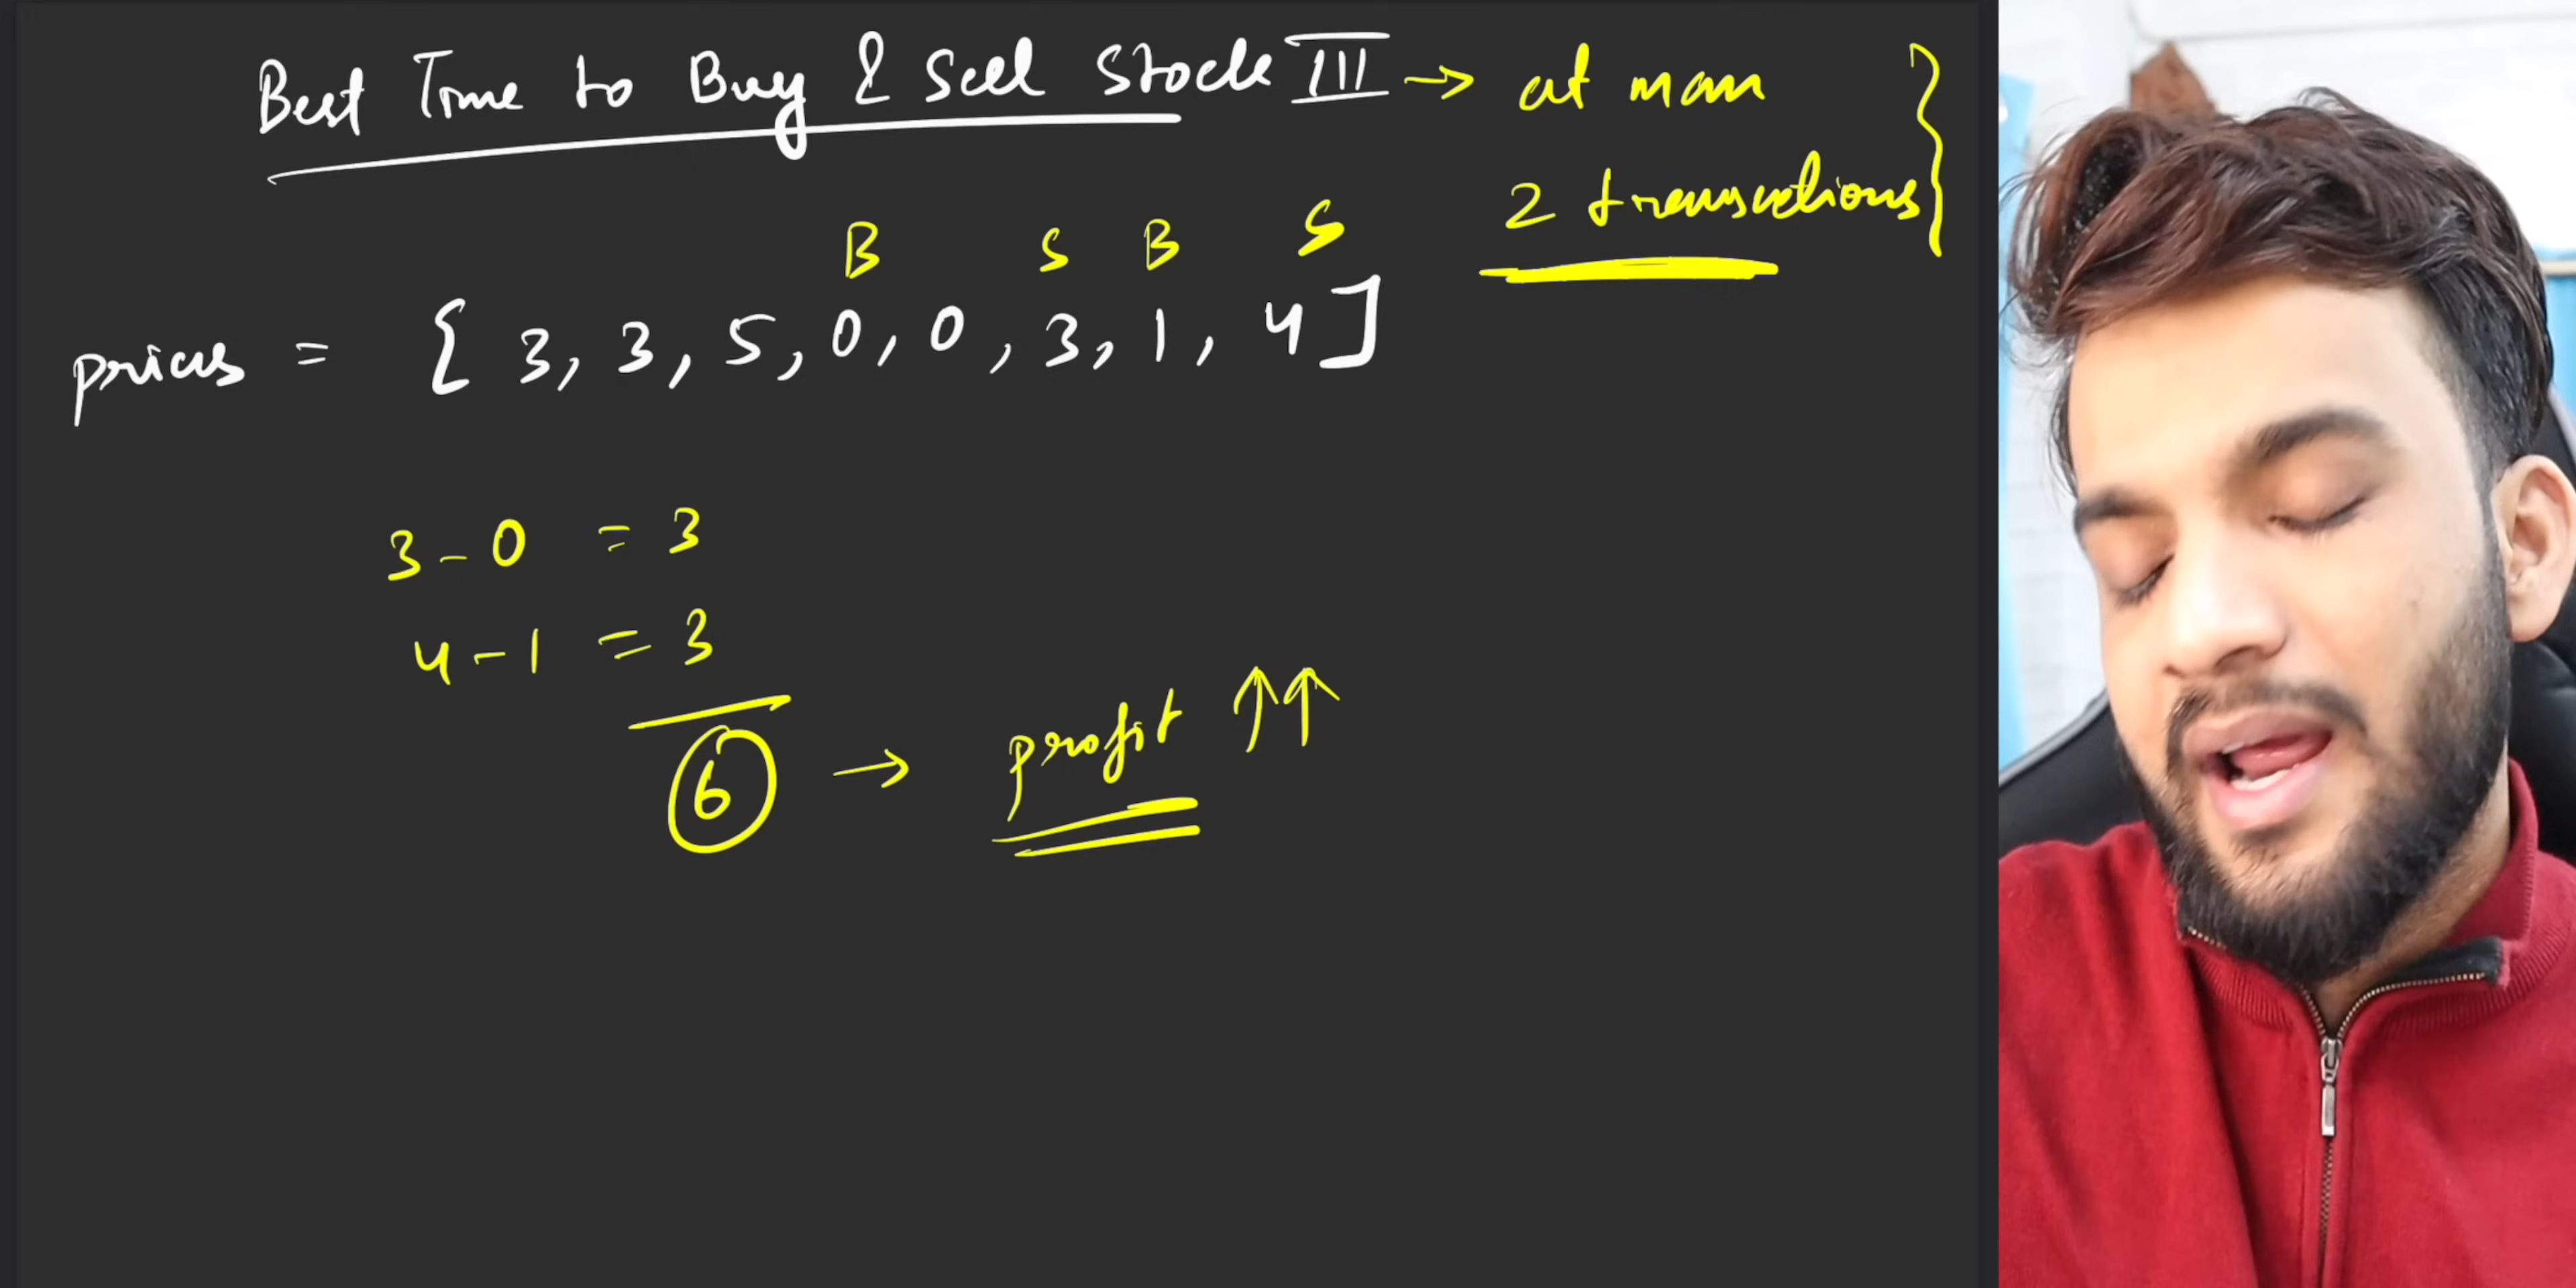 Best Time to Buy & Sell Stock III → at max
2 transactions
B S B S
prices = [ 3, 3, 5, 0, 0, 3, 1, 4 ]
3 - 0 = 3
4 - 1 = 3
6 → profit ↑↑